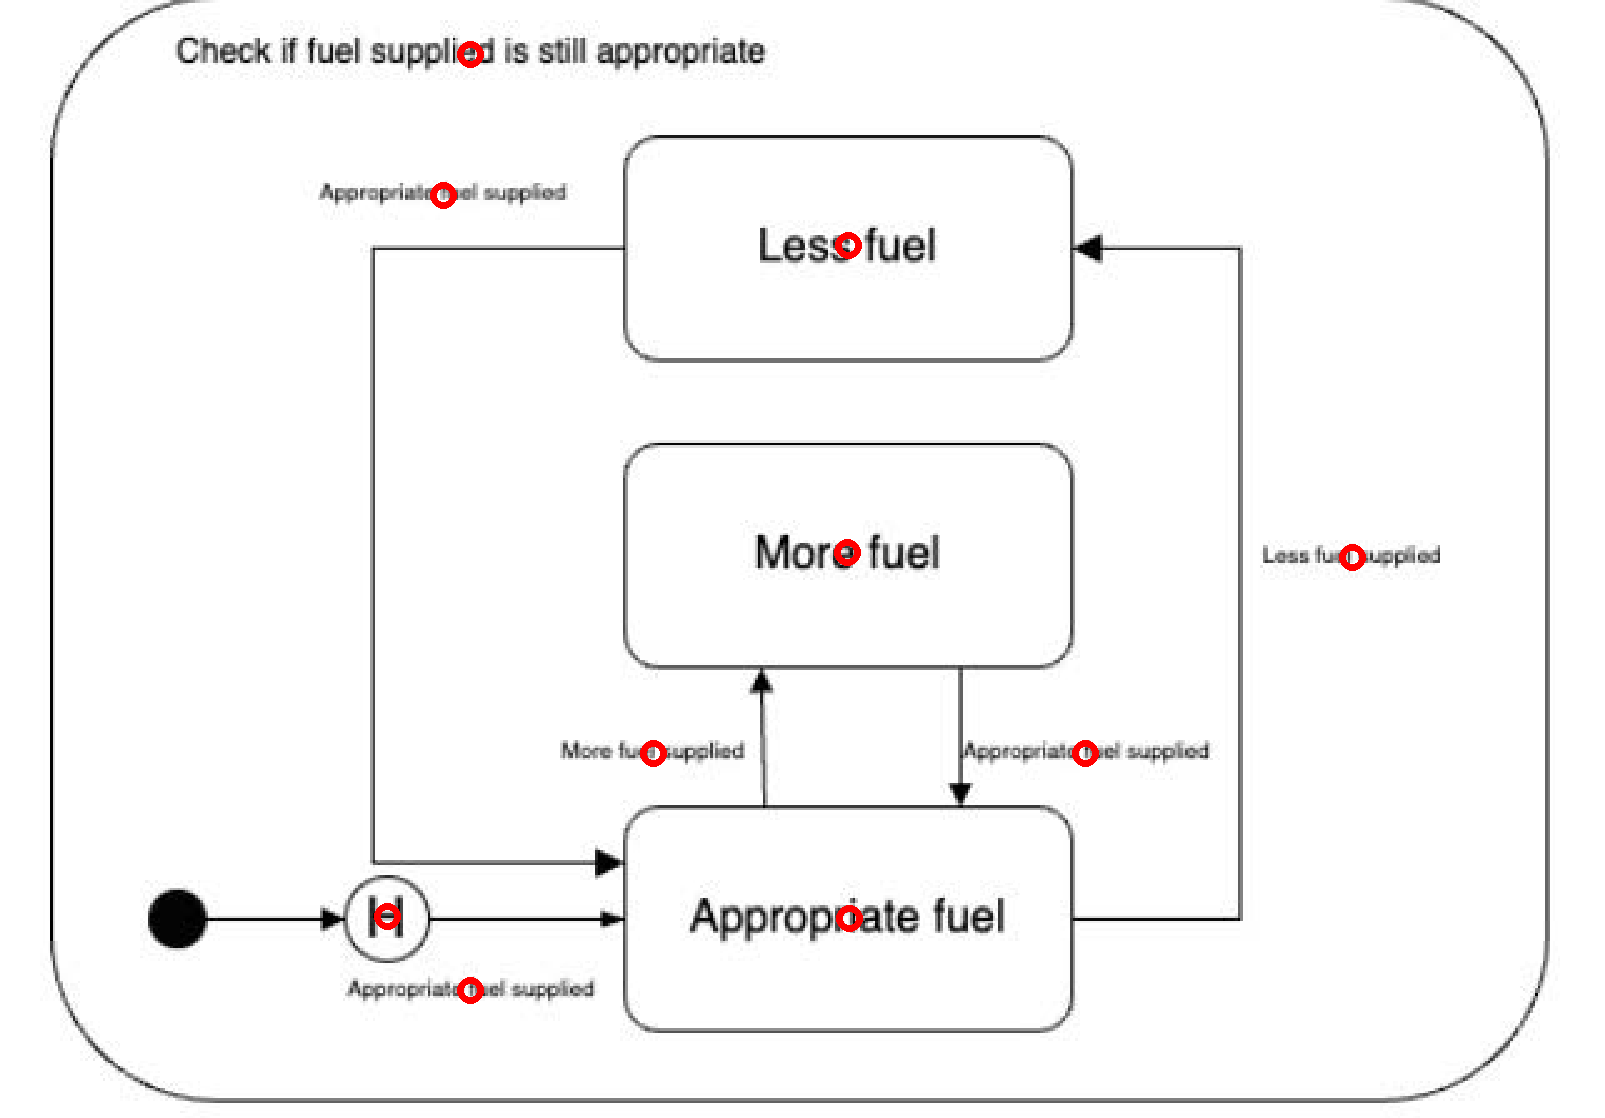 Check if fuel supplied is still appropriate
Appropriate fuel supplied
Less fuel
More fuel
Less fuel supplied
More fuel supplied
Appropriate fuel supplied
H
Appropriate fuel
Appropriate fuel supplied